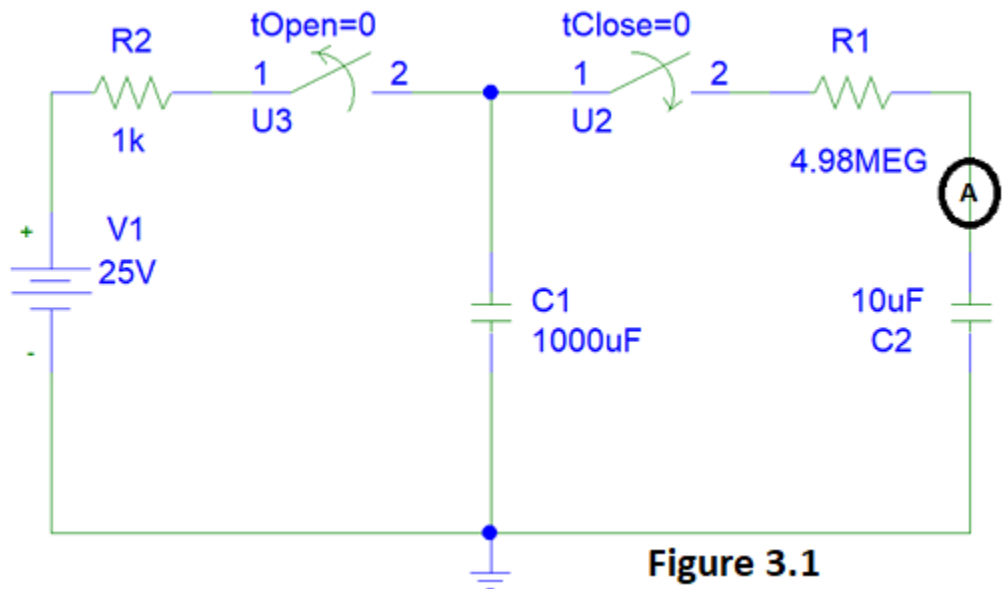 R2
tOpen=0
tClose=0
R1
1
2
1
2
1k
U3
U2
4.98MEG
A
+
V1
25V
-
C1
1000uF
10uF
C2
Figure 3.1